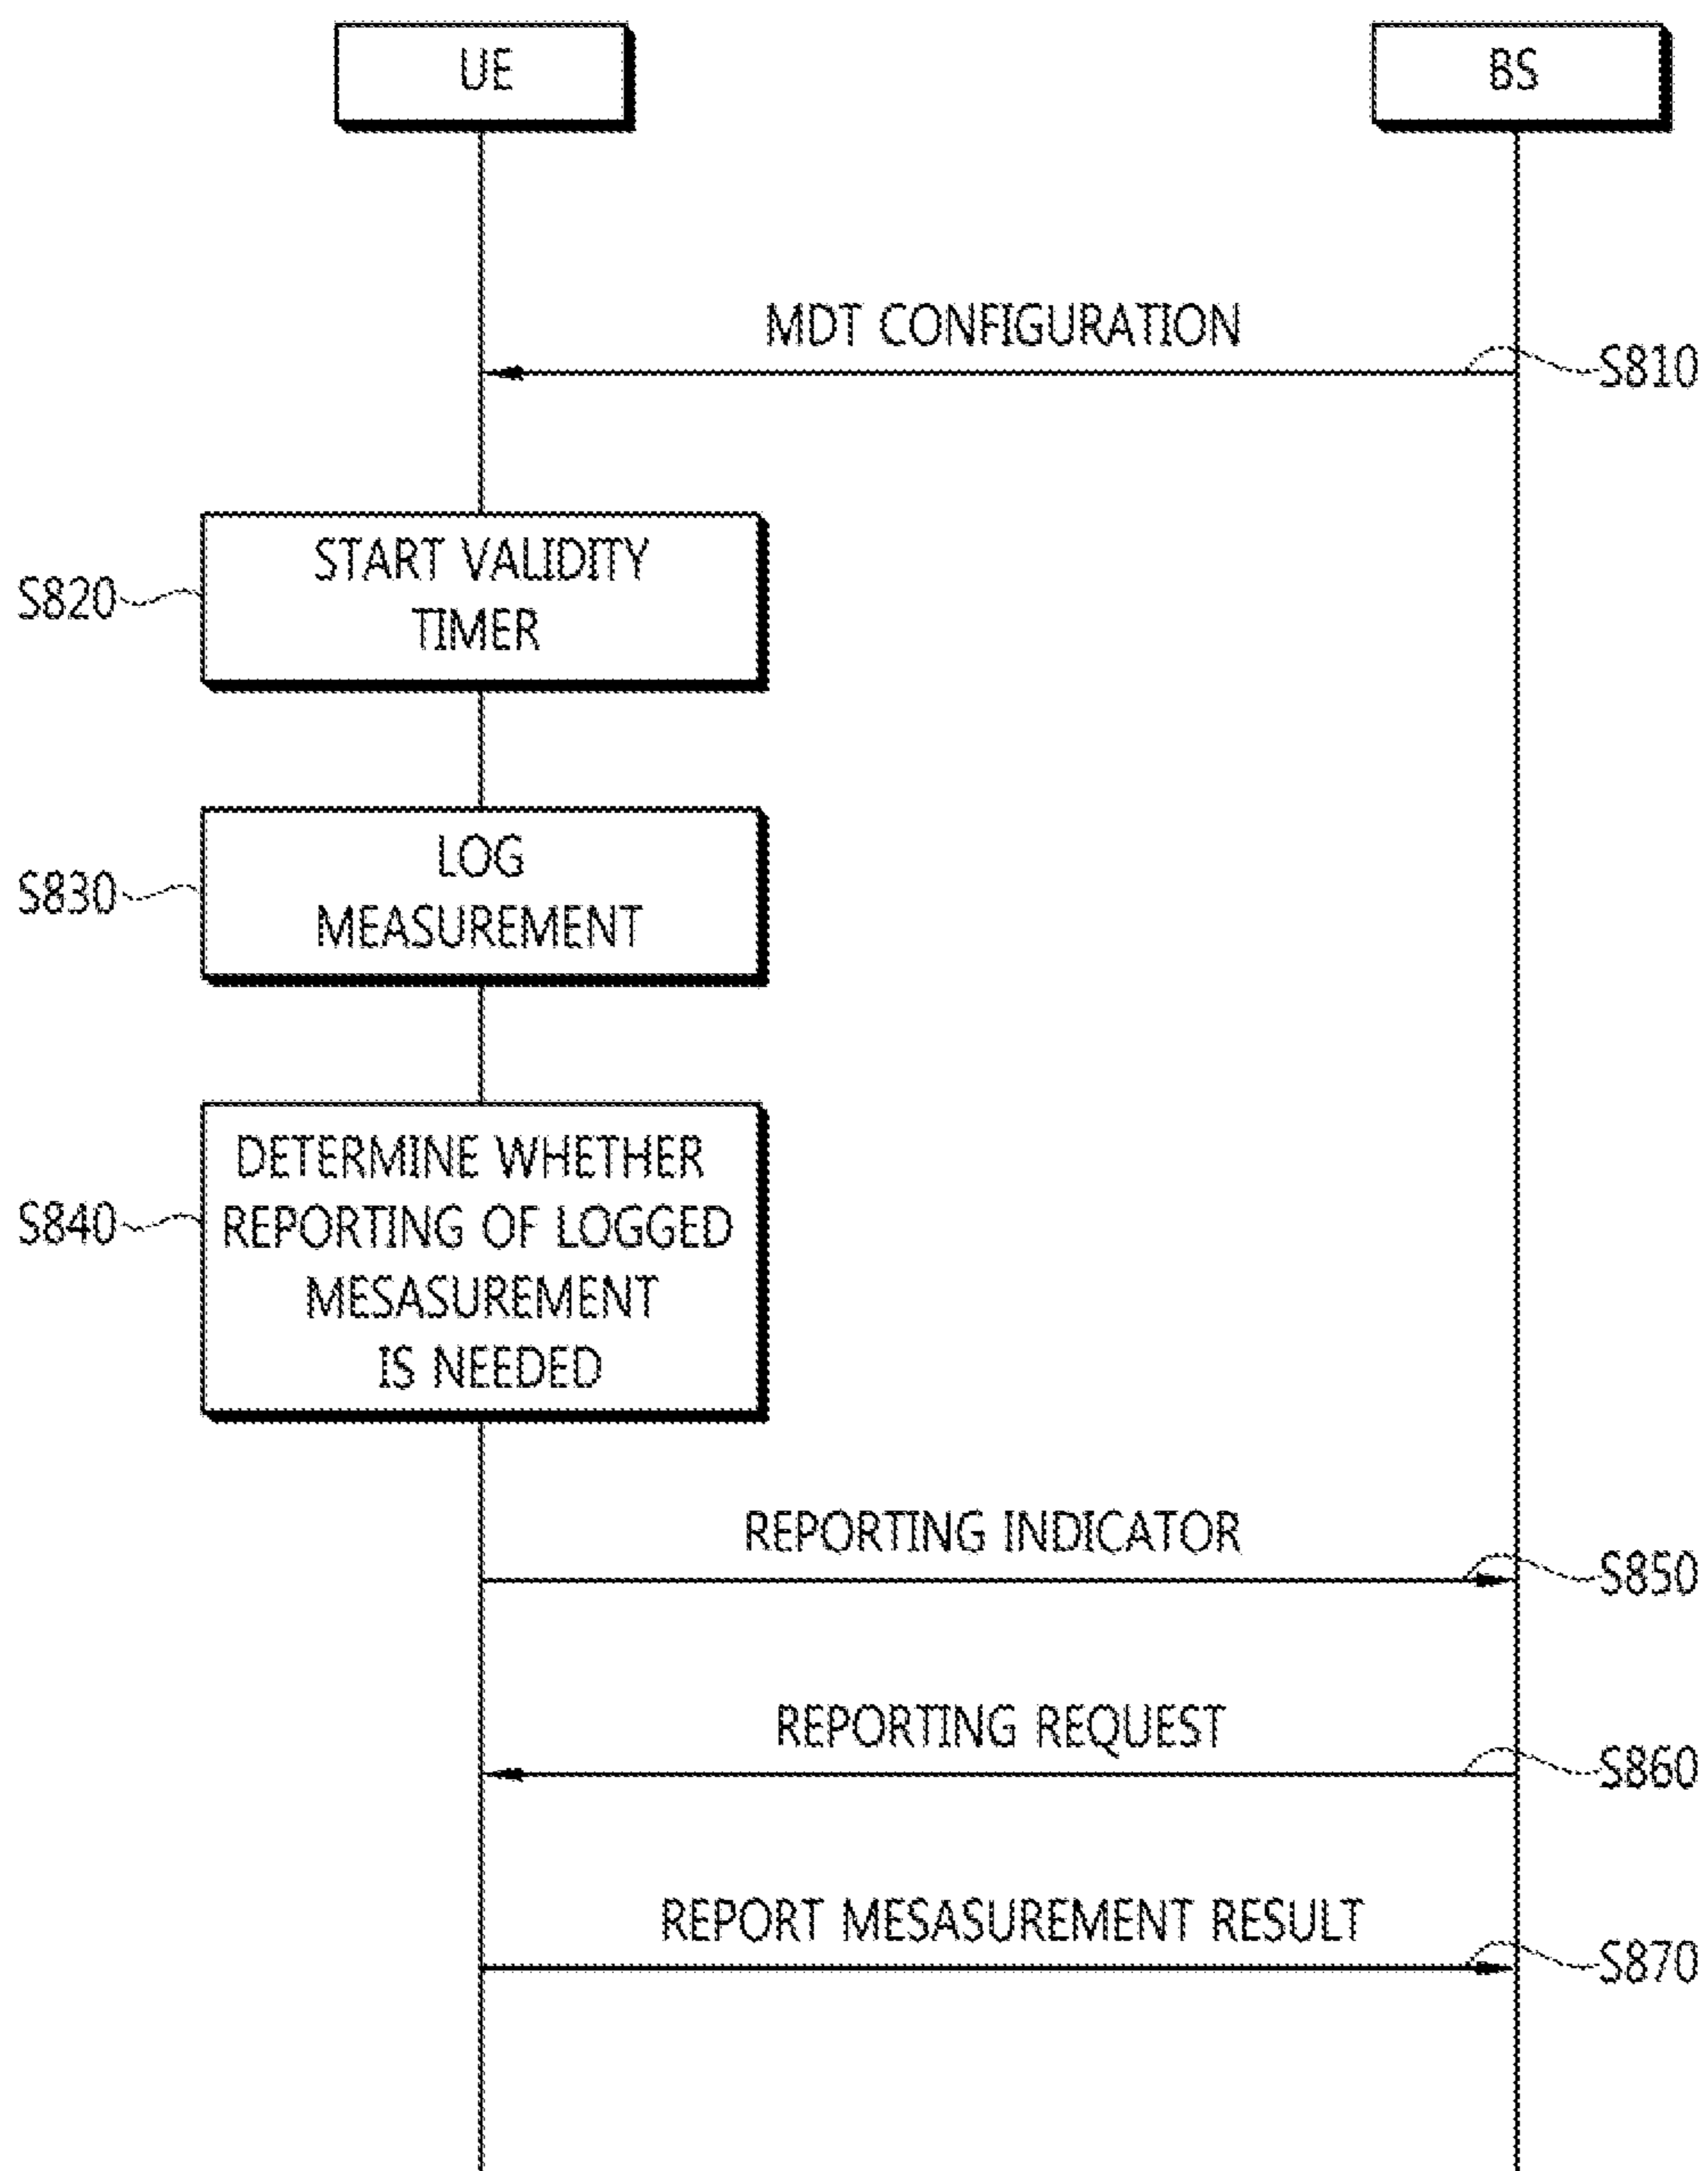 UE
BS
MDT CONFIGURATION
S810
START VALIDITY
TIMER
S820
LOG
MEASUREMENT
S830
DETERMINE WHETHER
REPORTING OF LOGGED
MESASUREMENT
IS NEEDED
S840
REPORTING INDICATOR
S850
REPORTING REQUEST
S860
REPORT MESASUREMENT RESULT
S870